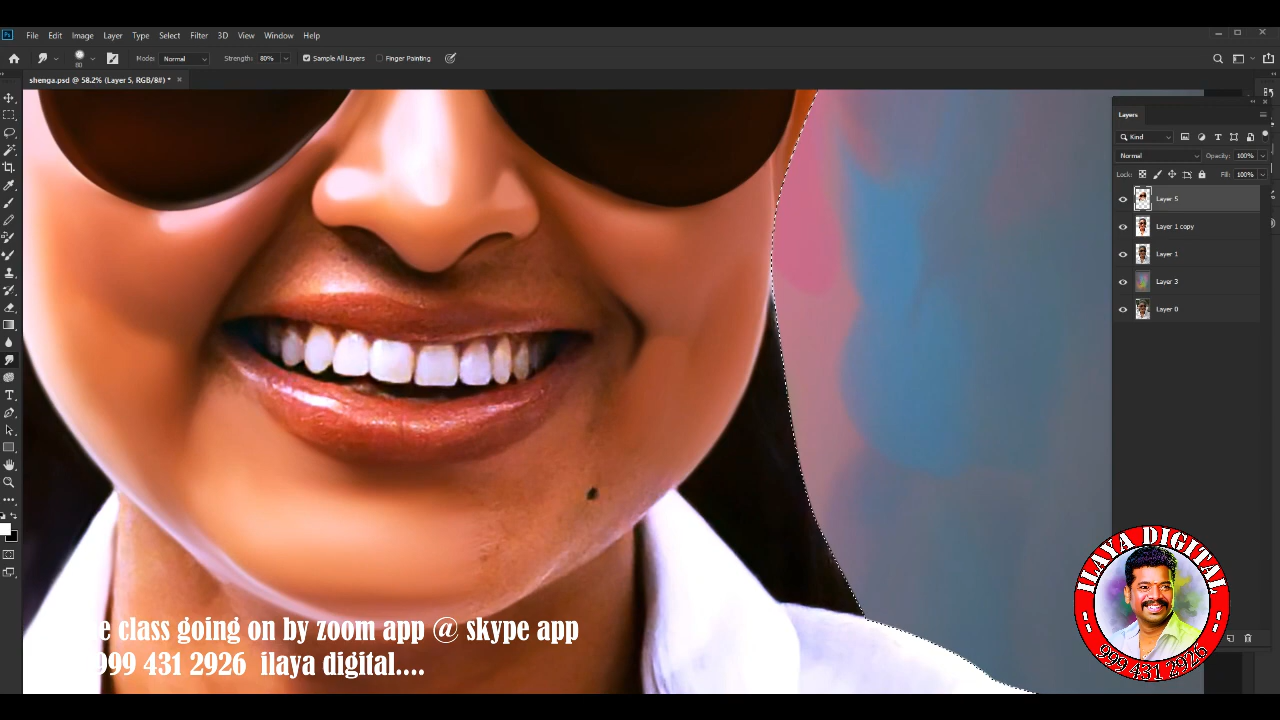 File Edit Image Layer Type Select Filter 3D View Window Help
Mode: Normal Strength: 80% Sample All Layers Finger Painting
80
shenga.psd @ 58.2% (Layer 5, RGB/8#) *
Layers
Kind
Normal Opacity: 100%
Lock: Fill: 100%
Layer 5
Layer 1 copy
Layer 1
Layer 3
Layer 0
class going on by zoom app @ skype app
999 431 2926 ilaya digital....
ILAYA DIGITAL
999 431 2926